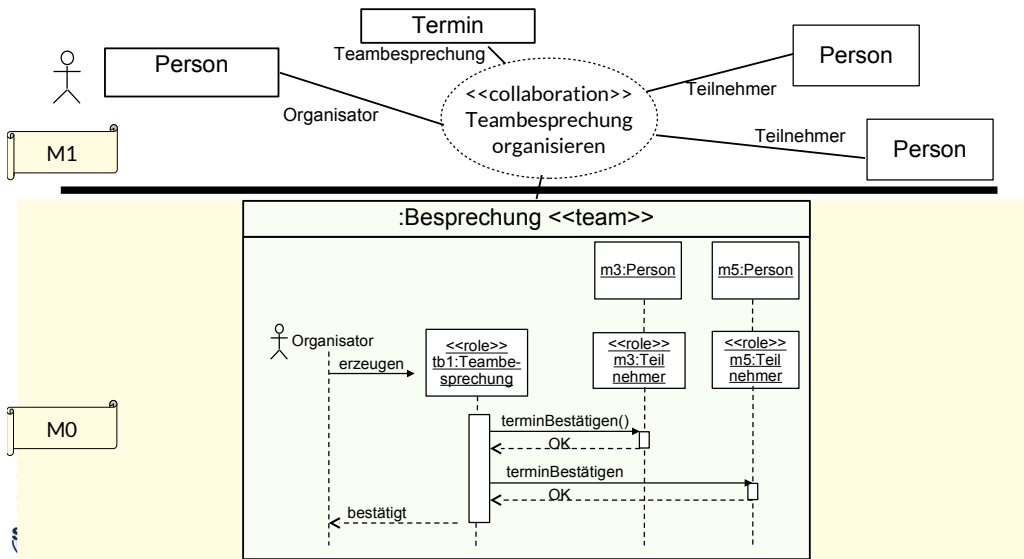 Termin
Teambesprechung
Person
Person
Teilnehmer
<<collaboration>>
Teambesprechung
organisieren
Organisator
Teilnehmer
Person
M1
:Besprechung <<team>>
m3:Person
m5:Person
Organisator
erzeugen
<<role>>
tb1:Teambe-
sprechung
<<role>>
m3:Teil
nehmer
<<role>>
m5:Teil
nehmer
M0
terminBestätigen()
OK
terminBestätigen
OK
bestätigt